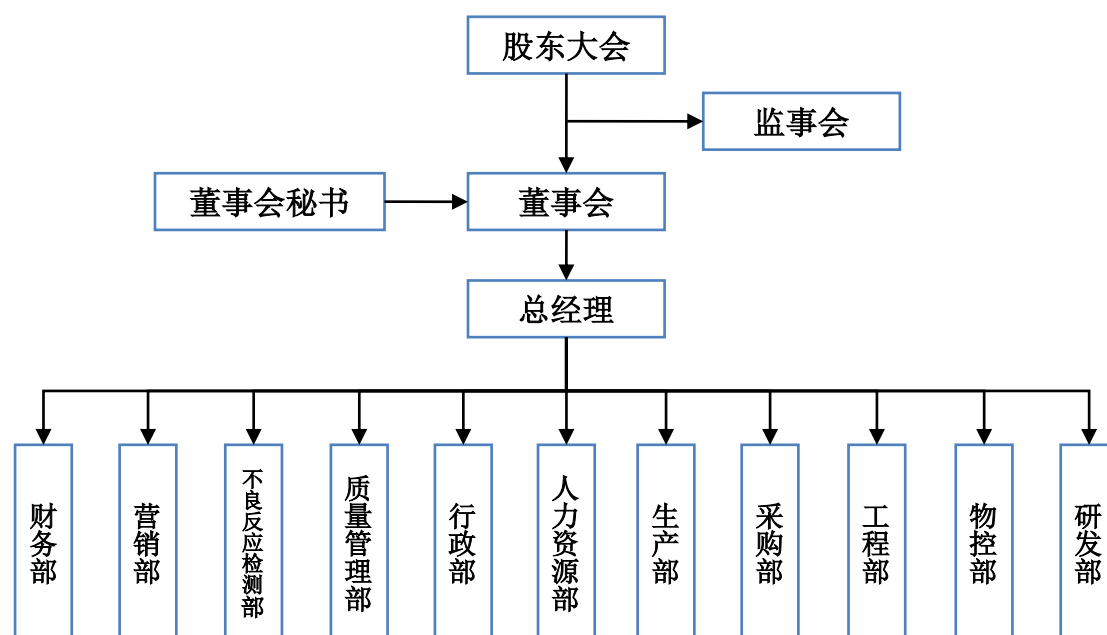 股东大会
监事会
董事会秘书
董事会
总经理
财务部
营销部
不良反应检测部
质量管理部
行政部
人力资源部
生产部
采购部
工程部
物控部
研发部